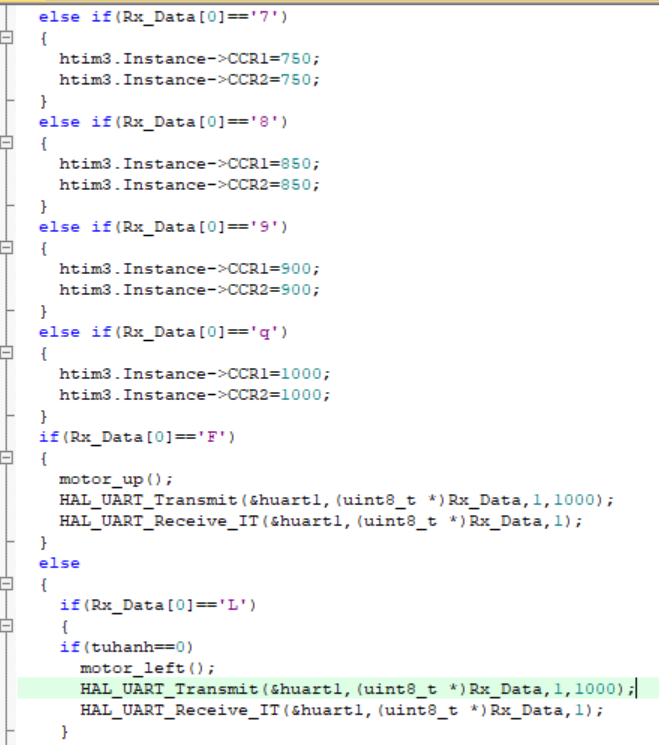 else if(Rx_Data[0]=='7')
{
htim3.Instance->CCR1=750;
htim3.Instance->CCR2=750;
}
else if(Rx_Data[0]=='8')
{
htim3.Instance->CCR1=850;
htim3.Instance->CCR2=850;
}
else if(Rx_Data[0]=='9')
{
htim3.Instance->CCR1=900;
htim3.Instance->CCR2=900;
}
else if(Rx_Data[0]=='q')
{
htim3.Instance->CCR1=1000;
htim3.Instance->CCR2=1000;
}
if(Rx_Data[0]=='F')
{
motor_up();
HAL_UART_Transmit(&huart1,(uint8_t *)Rx_Data,1,1000);
HAL_UART_Receive_IT(&huart1,(uint8_t *)Rx_Data,1);
}
else
{
if(Rx_Data[0]=='L')
{
if(tuhanh==0)
motor_left();
HAL_UART_Transmit(&huart1,(uint8_t *)Rx_Data,1,1000);
HAL_UART_Receive_IT(&huart1,(uint8_t *)Rx_Data,1);
}